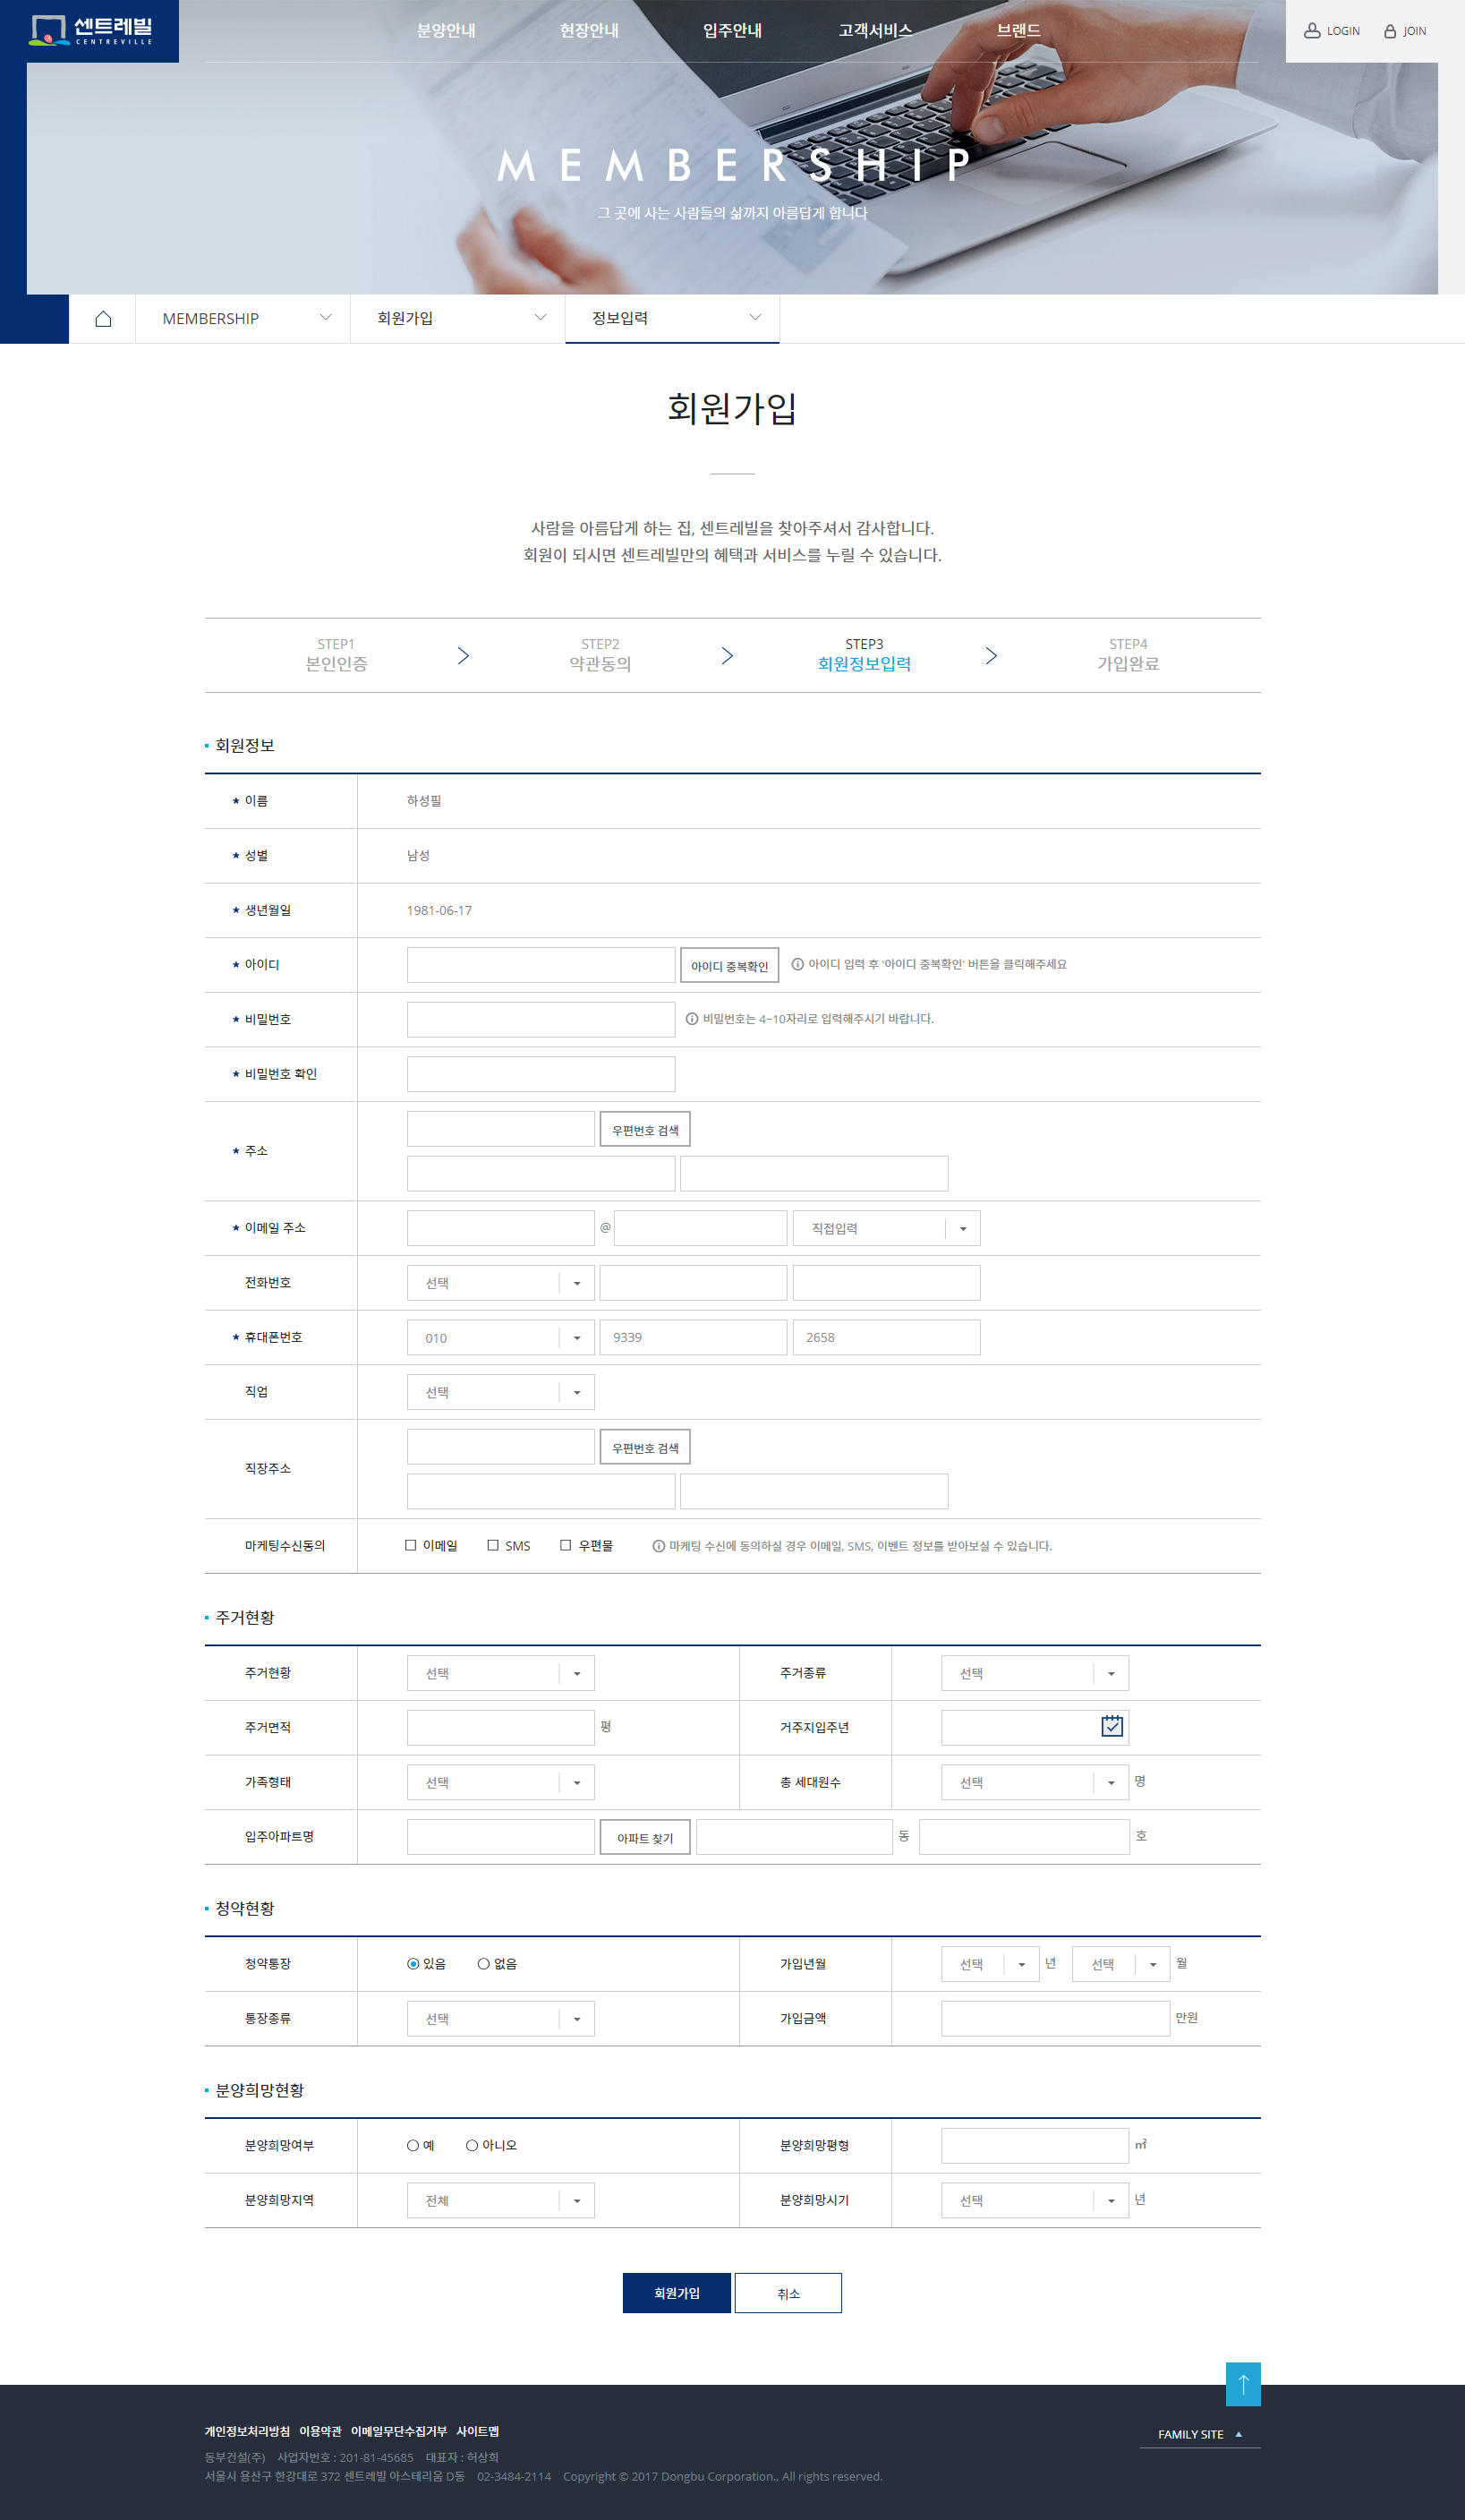 센트레빌
CENTREVILLE
분양안내 현장안내 입주안내 고객서비스 브랜드
LOGIN JOIN
MEMBERSHIP
그 곳에 사는 사람들의 삶까지 아름답게 합니다
MEMBERSHIP 회원가입 정보입력
회원가입
사람을 아름답게 하는 집, 센트레빌을 찾아주셔서 감사합니다.
회원이 되시면 센트레빌만의 혜택과 서비스를 누릴 수 있습니다.
STEP1 STEP2 STEP3 STEP4
본인인증 약관동의 회원정보입력 가입완료
회원정보
이름 하성필
성별 남성
생년월일 1981-06-17
아이디 아이디 중복확인 아이디 입력 후 '아이디 중복확인' 버튼을 클릭해주세요
비밀번호 비밀번호는 4~10자리로 입력해주시기 바랍니다.
비밀번호 확인
주소 우편번호 검색
이메일 주소 @ 직접입력
전화번호 선택
휴대폰번호 010 9339 2658
직업 선택
직장주소 우편번호 검색
마케팅수신동의 이메일 SMS 우편물 마케팅 수신에 동의하실 경우 이메일, SMS, 이벤트 정보를 받아보실 수 있습니다.
주거현황
주거현황 선택 주거종류 선택
주거면적 평 거주지입주년
가족형태 선택 총 세대원수 선택 명
입주아파트명 아파트 찾기 동 호
청약현황
청약통장 있음 없음 가입년월 선택 년 선택 월
통장종류 선택 가입금액 만원
분양희망현황
분양희망여부 예 아니오 분양희망평형 ㎡
분양희망지역 전체 분양희망시기 선택 년
회원가입 취소
개인정보처리방침 이용약관 이메일무단수집거부 사이트맵
FAMILY SITE
동부건설(주) 사업자번호 : 201-81-45685 대표자 : 허상희
서울시 용산구 한강대로 372 센트레빌 아스테리움 D동 02-3484-2114 Copyright © 2017 Dongbu Corporation., All rights reserved.